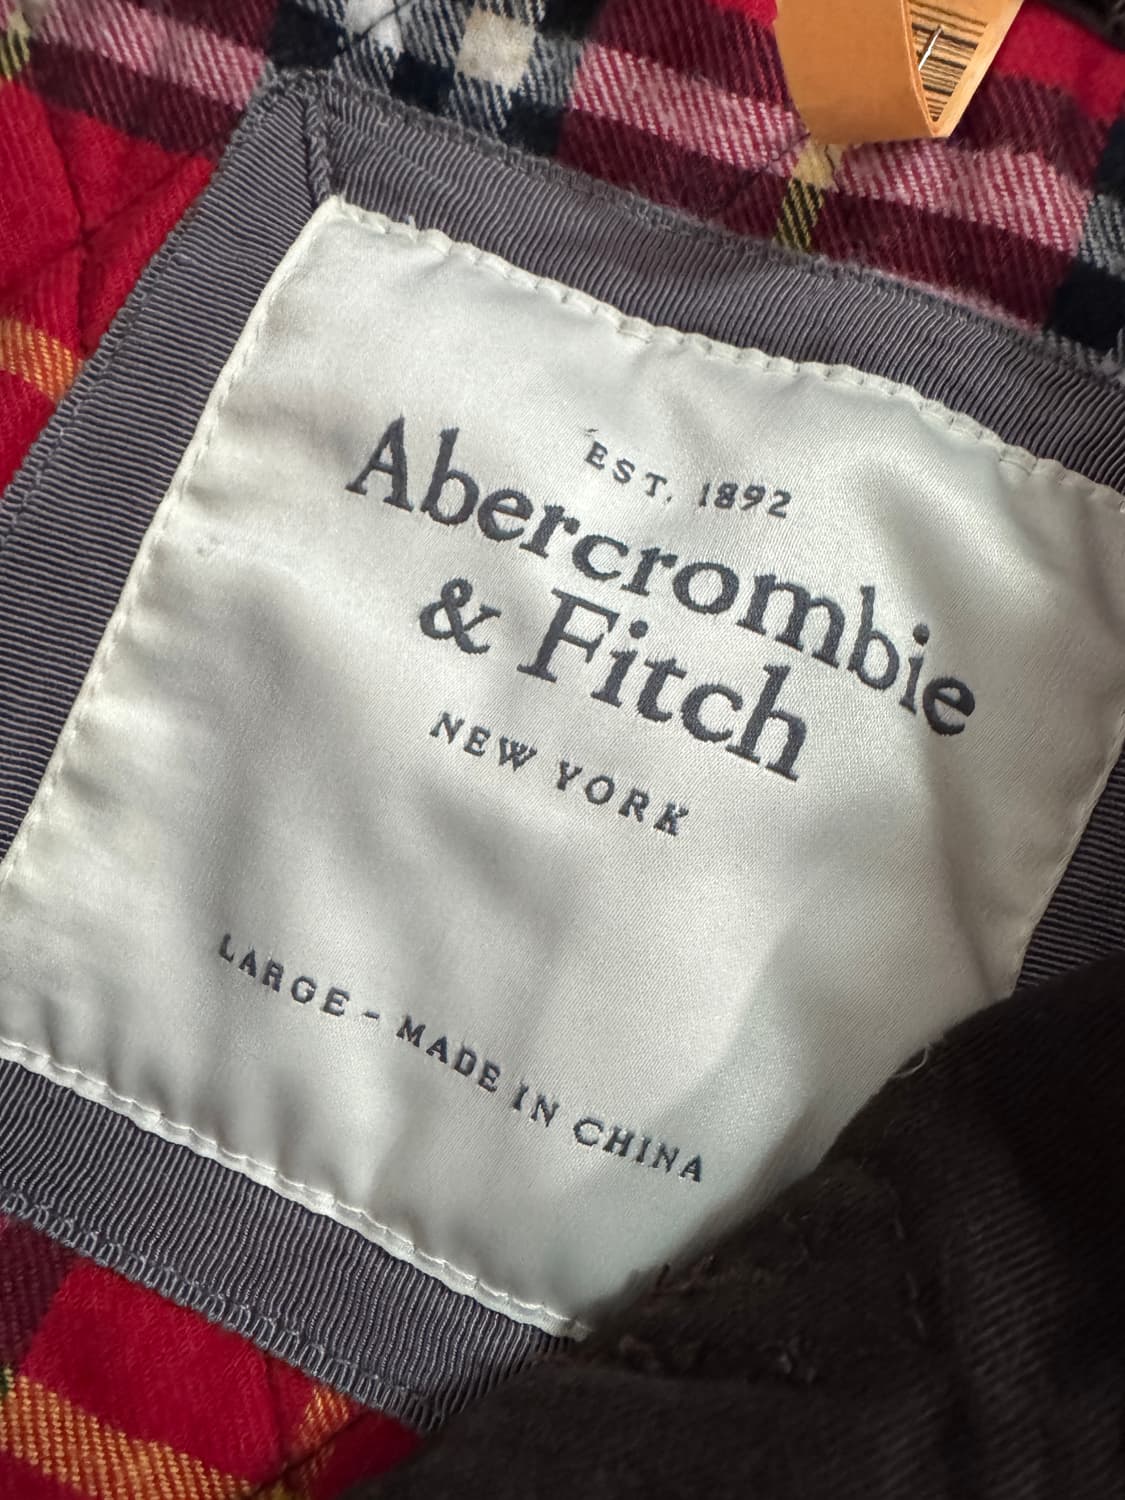 EST. 1892
Abercrombie
& Fitch
NEW YORK
LARGE - MADE IN CHINA